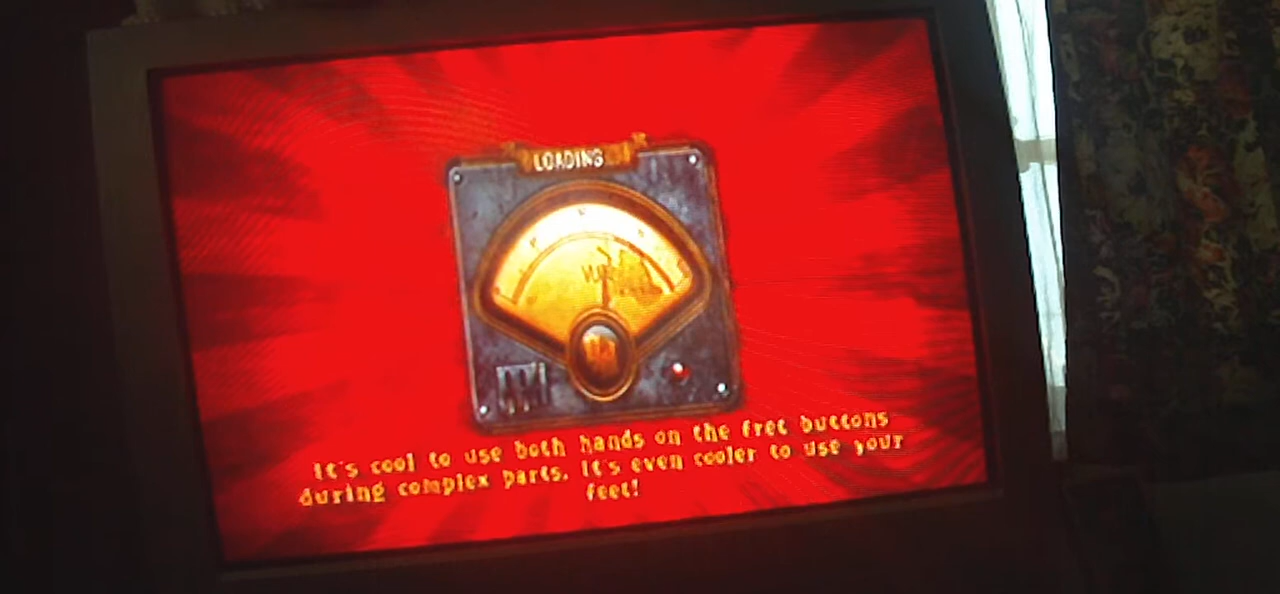 LOADING
VU
It's cool to use both hands on the fret buttons
during complex parts. It's even cooler to use your
feet!